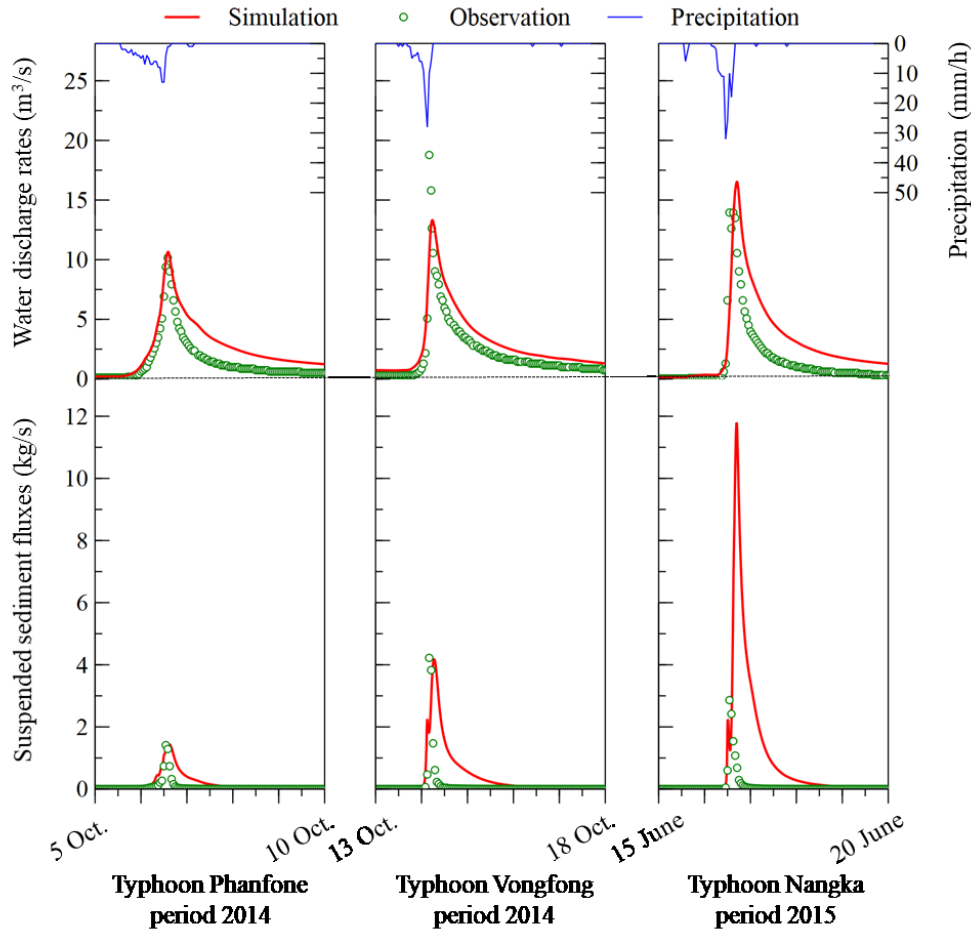 Simulation Observation Precipitation
Water discharge rates (m³/s)
25
20
15
10
5
0
0
10
20
30
40
50
Precipitation (mm/h)
Suspended sediment fluxes (kg/s)
12
10
8
6
4
2
0
5 Oct. 10 Oct. 13 Oct. 18 Oct. 15 June 20 June
Typhoon Phanfone Typhoon Vongfong Typhoon Nangka
period 2014 period 2014 period 2015